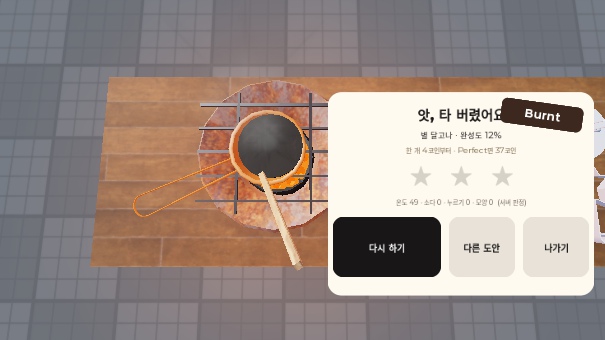 앗, 타 버렸어요
Burnt
별 달고나 · 완성도 12%
한 개 4코인부터 · Perfect면 37코인
온도 49 · 소다 0 · 누르기 0 · 모양 0 (서버 판정)
다시 하기
다른 도안
나가기